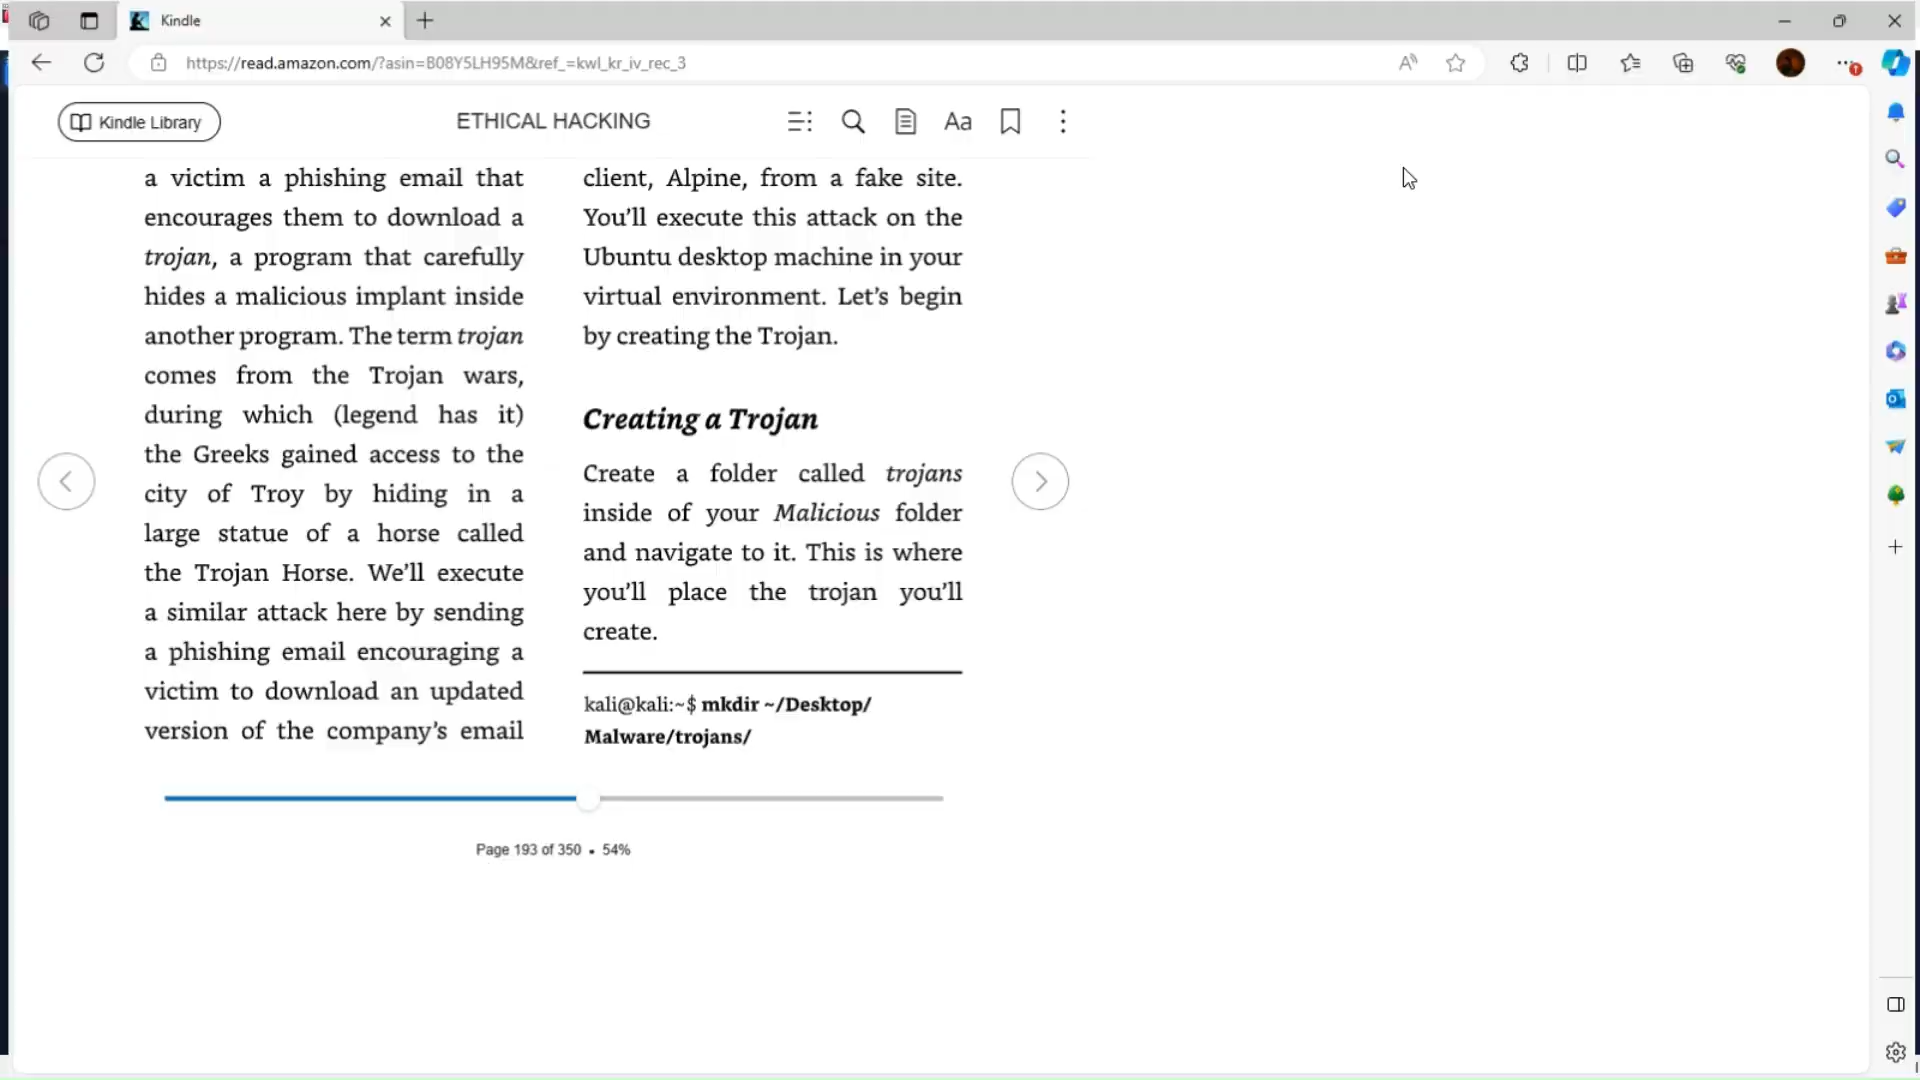 Kindle
https://read.amazon.com/?asin=B08Y5LH95M&ref_=kwl_kr_iv_rec_3
Kindle Library
ETHICAL HACKING
Aa
a victim a phishing email that
encourages them to download a
trojan, a program that carefully
hides a malicious implant inside
another program. The term trojan
comes from the Trojan wars,
during which (legend has it)
the Greeks gained access to the
city of Troy by hiding in a
large statue of a horse called
the Trojan Horse. We’ll execute
a similar attack here by sending
a phishing email encouraging a
victim to download an updated
version of the company’s email
client, Alpine, from a fake site.
You’ll execute this attack on the
Ubuntu desktop machine in your
virtual environment. Let’s begin
by creating the Trojan.
Creating a Trojan
Create a folder called trojans
inside of your Malicious folder
and navigate to it. This is where
you’ll place the trojan you’ll
create.
kali@kali:~$ mkdir ~/Desktop/
Malware/trojans/
Page 193 of 350 • 54%